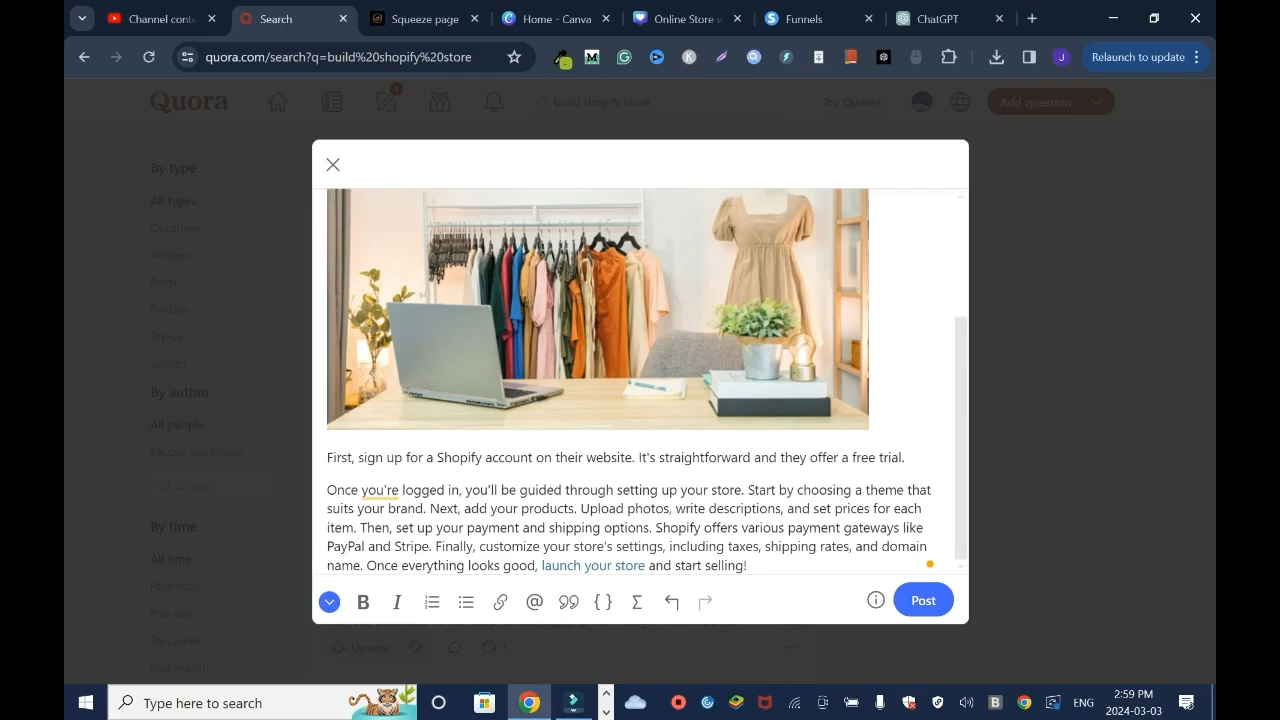 Channel cont
Search
Squeeze page
Home - Canva
Online Store w
Funnels
ChatGPT
quora.com/search?q=build%20shopify%20store
Relaunch to update
Quora
build shopify store
Try Quora+
Add question
By type
All types
Questions
Answers
Posts
Profiles
Topics
Spaces
By author
All people
People you follow
By time
All time
Past hour
Past day
Past week
Past month
First, sign up for a Shopify account on their website. It's straightforward and they offer a free trial.
Once you're logged in, you'll be guided through setting up your store. Start by choosing a theme that
suits your brand. Next, add your products. Upload photos, write descriptions, and set prices for each
item. Then, set up your payment and shipping options. Shopify offers various payment gateways like
PayPal and Stripe. Finally, customize your store's settings, including taxes, shipping rates, and domain
name. Once everything looks good, launch your store and start selling!
Post
Upvote
1
Type here to search
ENG
2:59 PM
2024-03-03